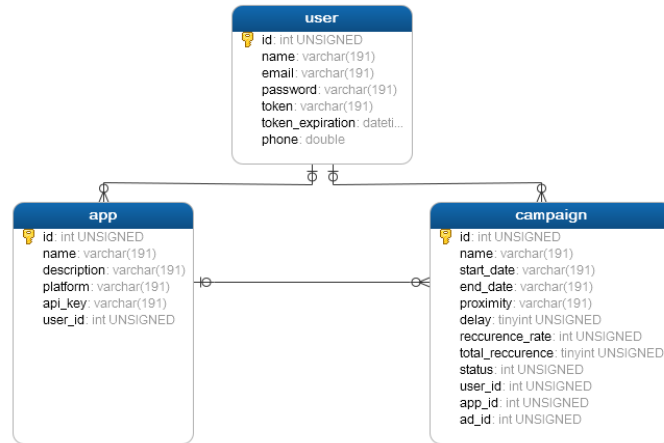 user
id: int UNSIGNED
name: varchar(191)
email: varchar(191)
password: varchar(191)
token: varchar(191)
token_expiration: dateti...
phone: double
app
id: int UNSIGNED
name: varchar(191)
description: varchar(191)
platform: varchar(191)
api_key: varchar(191)
user_id: int UNSIGNED
campaign
id: int UNSIGNED
name: varchar(191)
start_date: varchar(191)
end_date: varchar(191)
proximity: varchar(191)
delay: tinyint UNSIGNED
reccurence_rate: int UNSIGNED
total_reccurence: tinyint UNSIGNED
status: int UNSIGNED
user_id: int UNSIGNED
app_id: int UNSIGNED
ad_id: int UNSIGNED